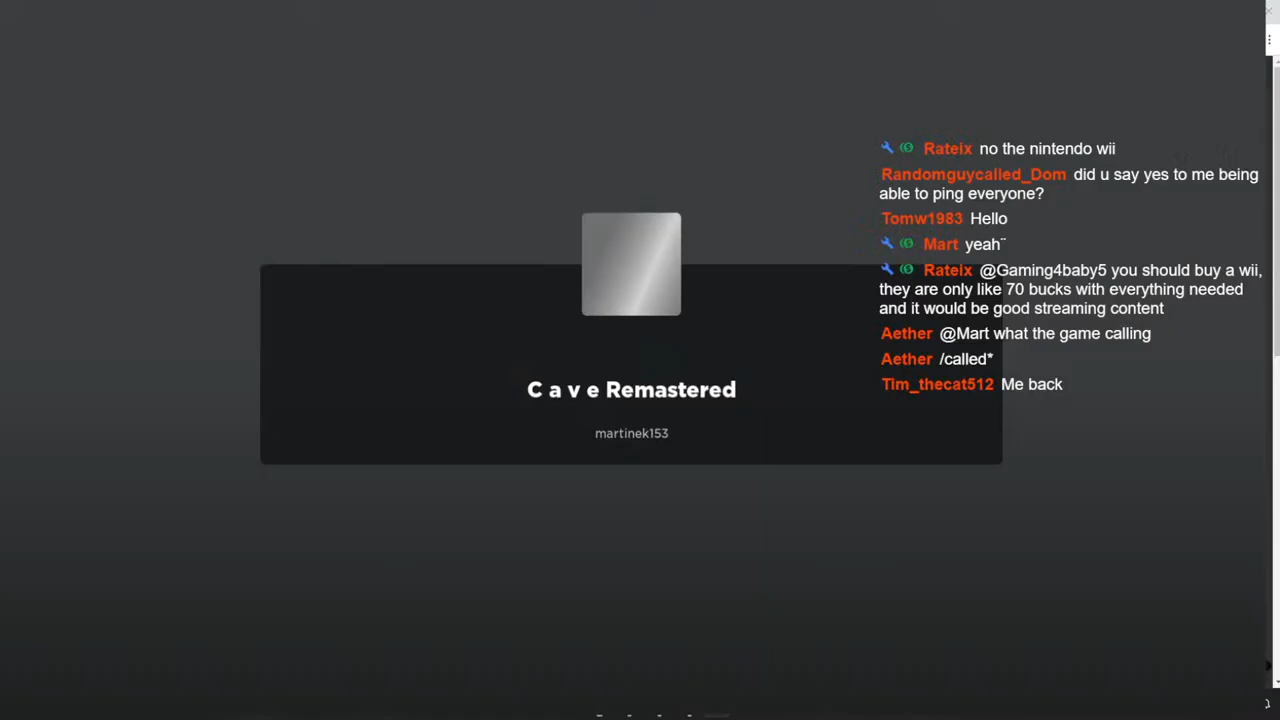 Rateix no the nintendo wii
Randomguycalled_Dom did u say yes to me being
able to ping everyone?
Tomw1983 Hello
Mart yeah¨
Rateix @Gaming4baby5 you should buy a wii,
they are only like 70 bucks with everything needed
and it would be good streaming content
Aether @Mart what the game calling
Aether /called*
Tim_thecat512 Me back
C a v e Remastered
martinek153